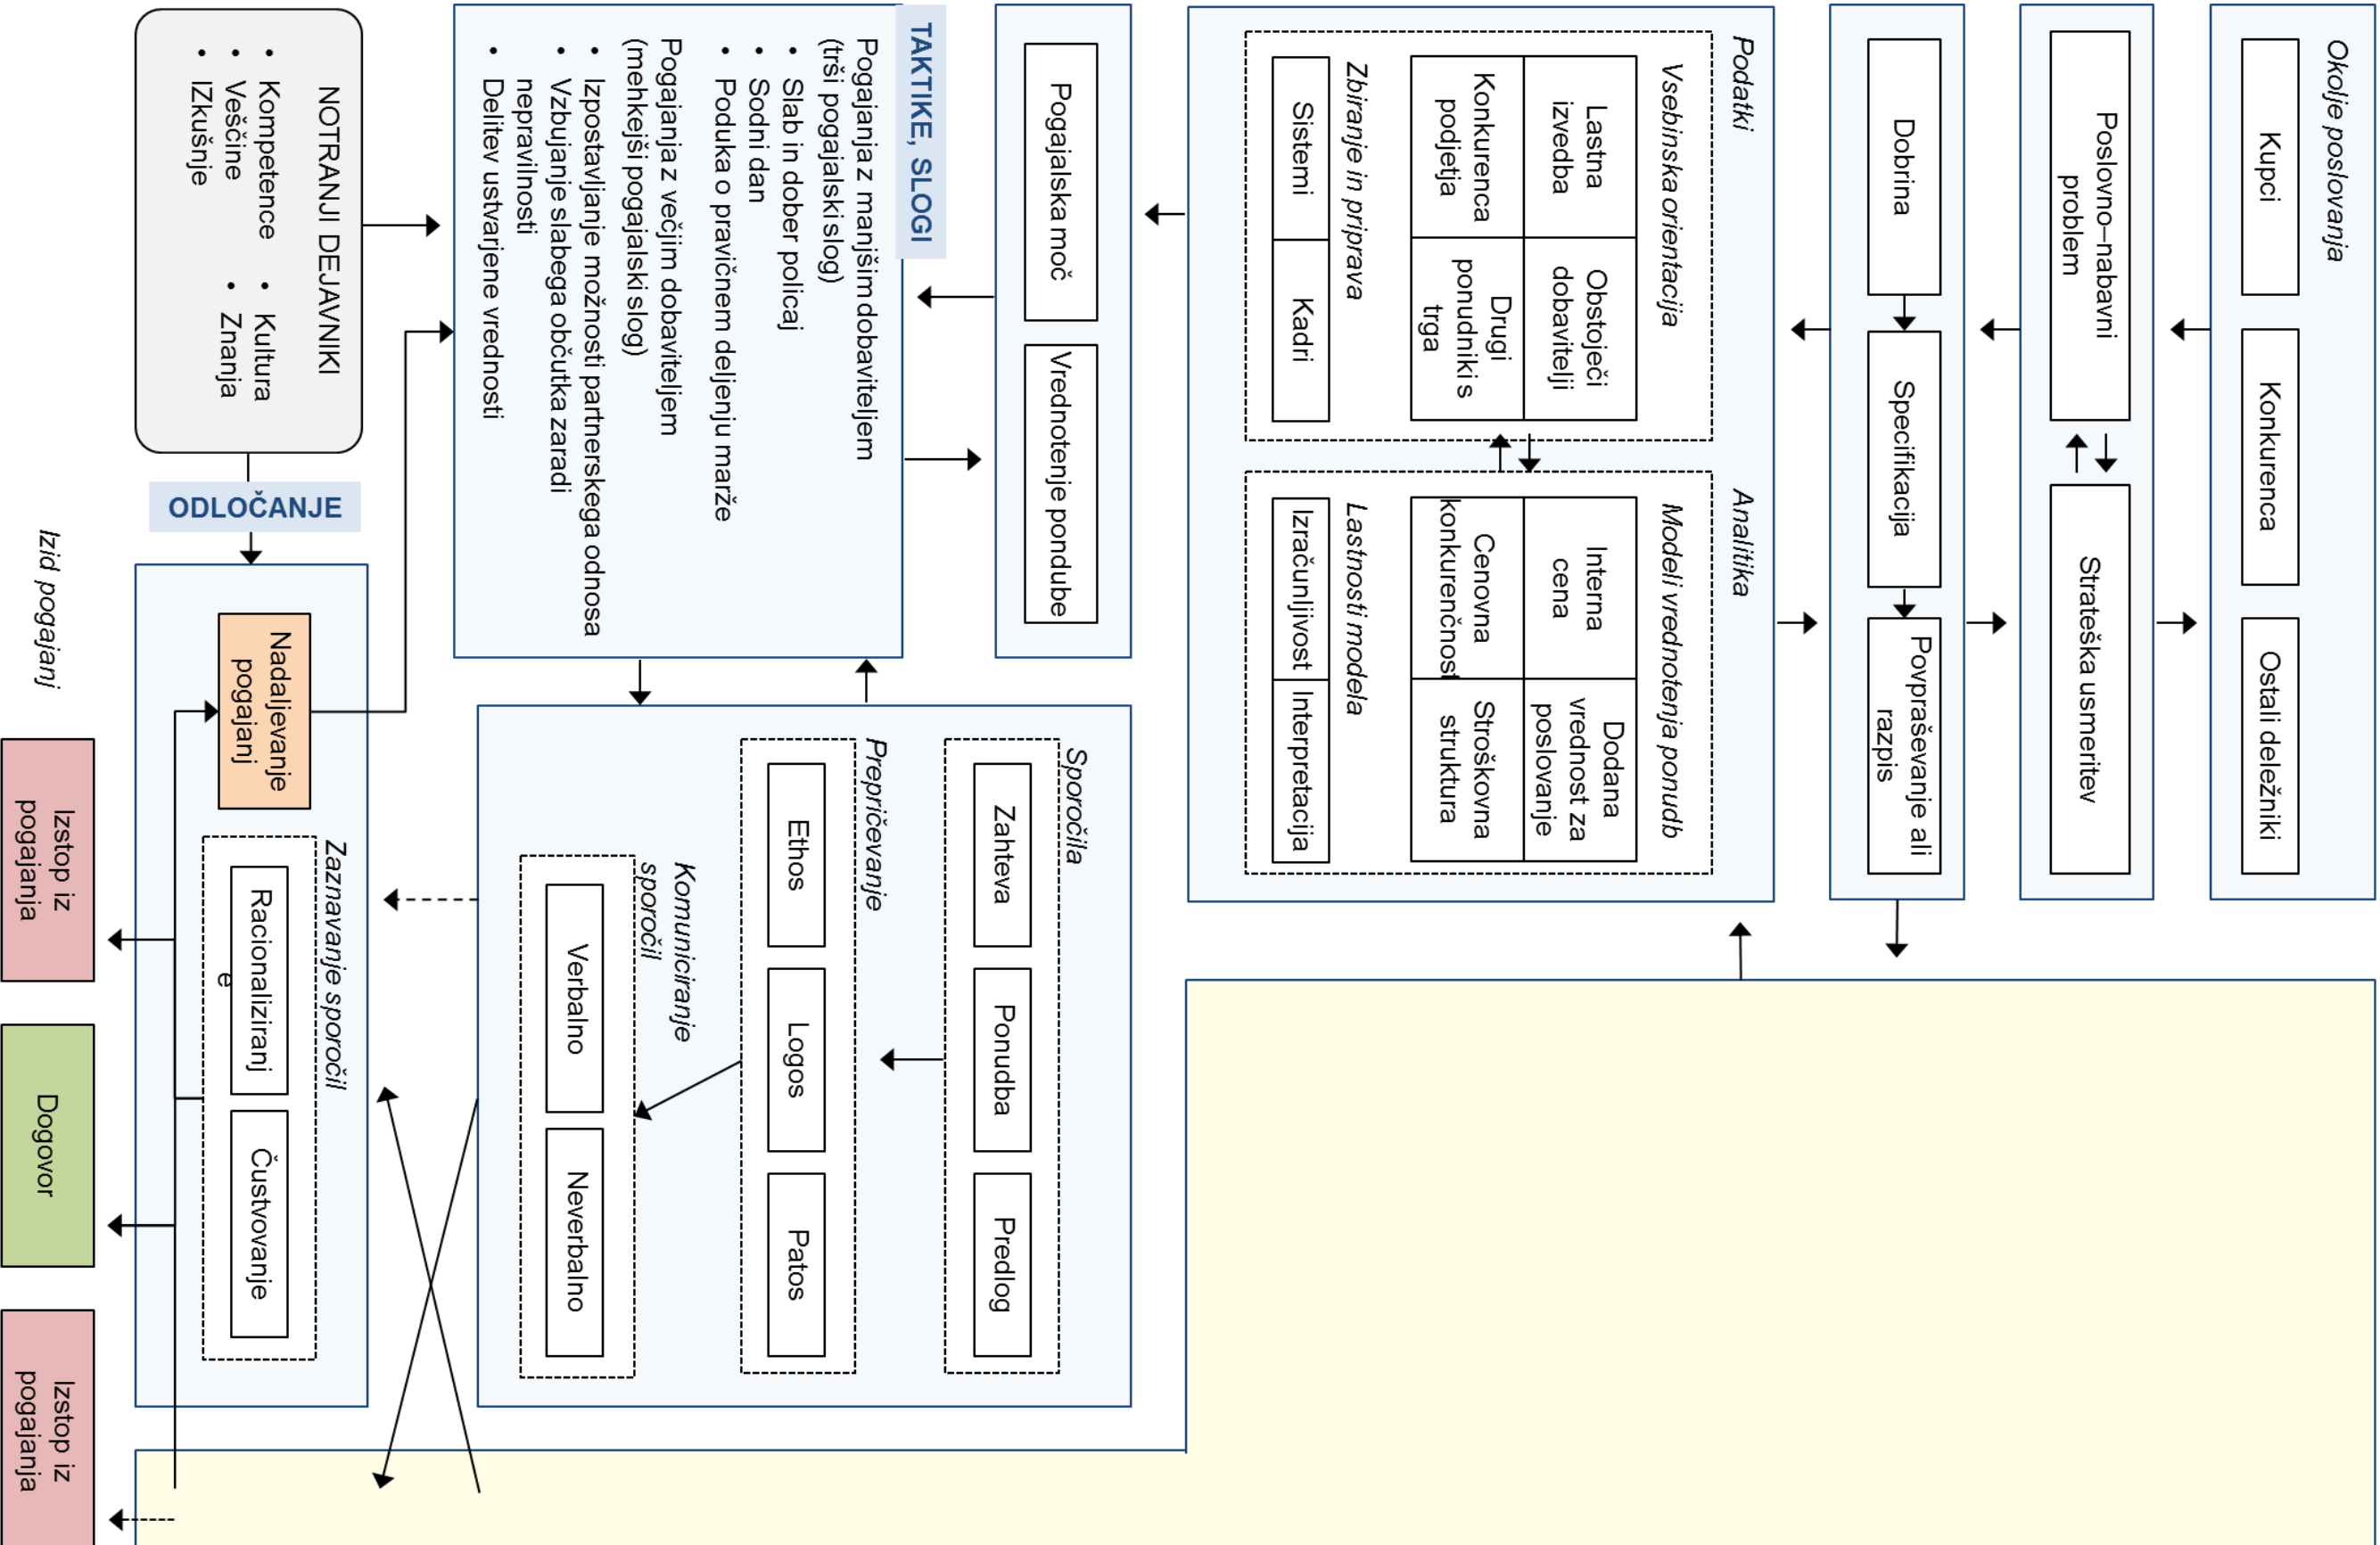 Okolje poslovanja
Kupci
Konkurenca
Ostali deležniki
Poslovno–nabavni
problem
Strateška usmeritev
Dobrina
Specifikacija
Povpraševanje ali
razpis
Podatki
Vsebinska orientacija
Lastna
izvedba
Obstoječi
dobavitelji
Konkurenca
podjetja
Drugi
ponudniki s
trga
Zbiranje in priprava
Sistemi
Kadri
Analitika
Modeli vrednotenja ponudb
Interna
cena
Dodana
vrednost za
poslovanje
Cenovna
konkurenčnost
Stroškovna
struktura
Lastnosti modela
Izračunljivost
Interpretacija
Pogajalska moč
Vrednotenje pondube
TAKTIKE, SLOGI
Pogajanja z manjšim dobaviteljem
(trši pogajalski slog)
• Slab in dober policaj
• Sodni dan
• Poduka o pravičnem deljenju marže
Pogajanja z večjim dobaviteljem
(mehkejši pogajalski slog)
• Izpostavljanje možnosti partnerskega odnosa
• Vzbujanje slabega občutka zaradi
nepravilnosti
• Delitev ustvarjene vrednosti
Sporočila
Zahteva
Ponudba
Predlog
Prepričevanje
Ethos
Logos
Patos
Komuniciranje
sporočil
Verbalno
Neverbalno
NOTRANJI DEJAVNIKI
• Kompetence
• Veščine
• IZkušnje
• Kultura
• Znanja
ODLOČANJE
Nadaljevanje
pogajanj
Zaznavanje sporočil
Racionaliziranj
e
Čustvovanje
Izid pogajanj
Izstop iz
pogajanja
Dogovor
Izstop iz
pogajanja